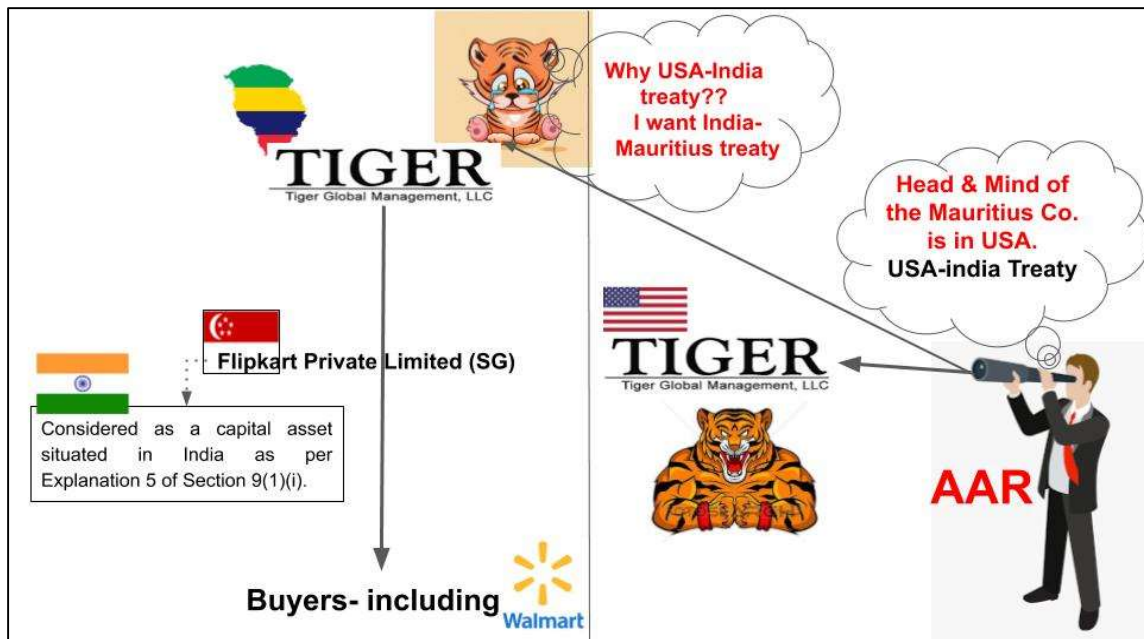 Why USA-India
treaty??
I want India-
Mauritius treaty
TIGER
Tiger Global Management, LLC
Head & Mind of
the Mauritius Co.
is in USA.
USA-india Treaty
Flipkart Private Limited (SG)
Considered as a capital asset
situated in India as per
Explanation 5 of Section 9(1)(i).
TIGER
Tiger Global Management, LLC
AAR
Buyers- including
Walmart